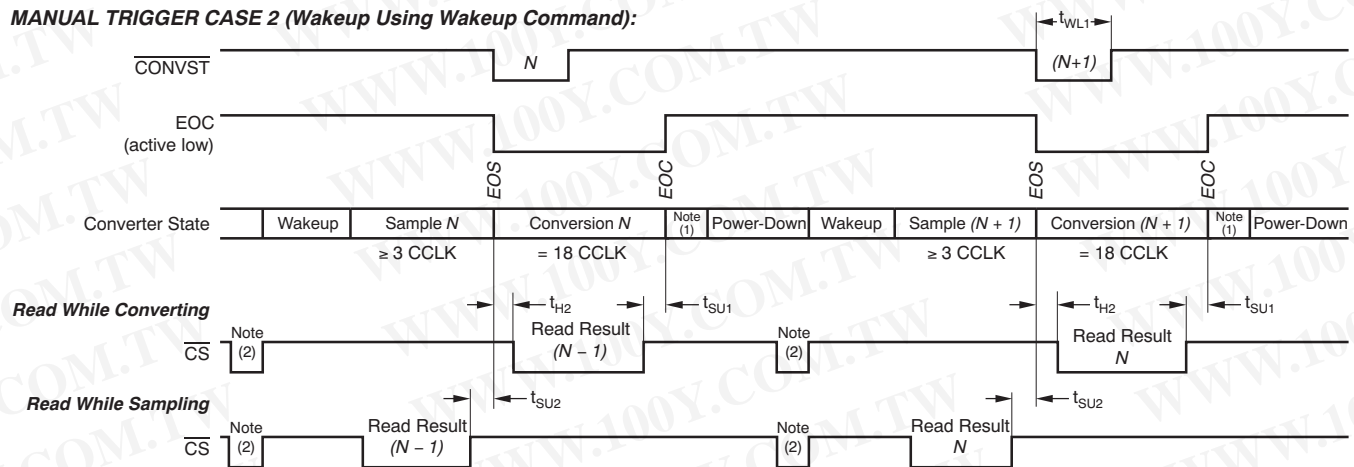 MANUAL TRIGGER CASE 2 (Wakeup Using Wakeup Command):
tWL1
CONVST
N
(N+1)
EOC
(active low)
EOS
EOC
EOS
EOC
Converter State
Wakeup
Sample N
Conversion N
Note
(1)
Power-Down
Wakeup
Sample (N + 1)
Conversion (N + 1)
Note
(1)
Power-Down
≥ 3 CCLK
= 18 CCLK
≥ 3 CCLK
= 18 CCLK
Read While Converting
tH2
tSU1
tH2
tSU1
CS
Note
(2)
Read Result
(N − 1)
Note
(2)
Read Result
N
Read While Sampling
tSU2
tSU2
CS
Note
(2)
Read Result
(N − 1)
Note
(2)
Read Result
N
WWW.100Y.COM.TW